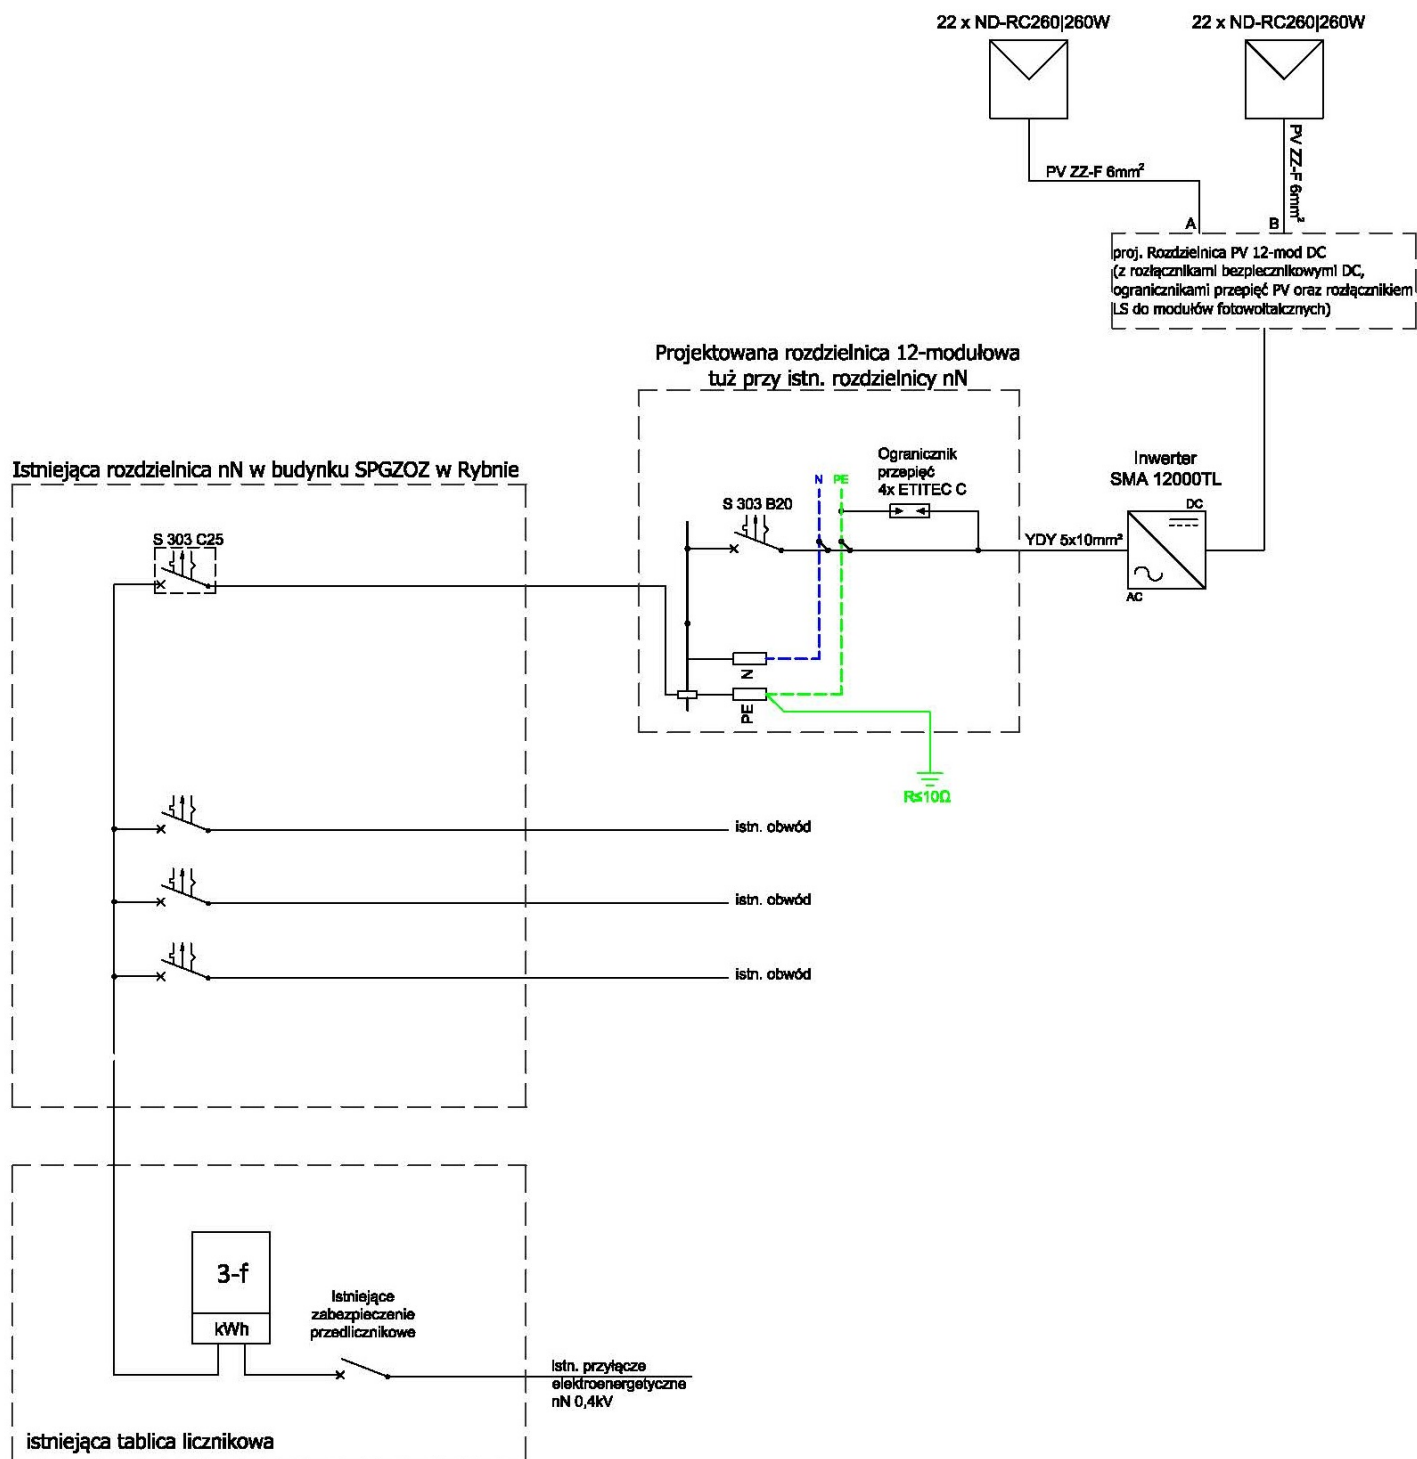 22 x ND-RC260|260W
22 x ND-RC260|260W
PV ZZ-F 6mm²
PV ZZ-F 6mm²
A
B
proj. Rozdzielnica PV 12-mod DC
(z rozłącznikami bezpiecznikowymi DC,
ogranicznikami przepięć PV oraz rozłącznikiem
LS do modułów fotowoltaicznych)
Projektowana rozdzielnica 12-modułowa
tuż przy istn. rozdzielnicy nN
Istniejąca rozdzielnica nN w budynku SPGZOZ w Rybnie
Ogranicznik
przepięć
4x ETITEC C
N
PE
S 303 B20
Inwerter
SMA 12000TL
DC
AC
YDY 5x10mm²
S 303 C25
N
PE
R≤10Ω
istn. obwód
istn. obwód
istn. obwód
3-f
kWh
Istniejące
zabezpieczenie
przedlicznikowe
istn. przyłącze
elektroenergetyczne
nN 0,4kV
istniejąca tablica licznikowa